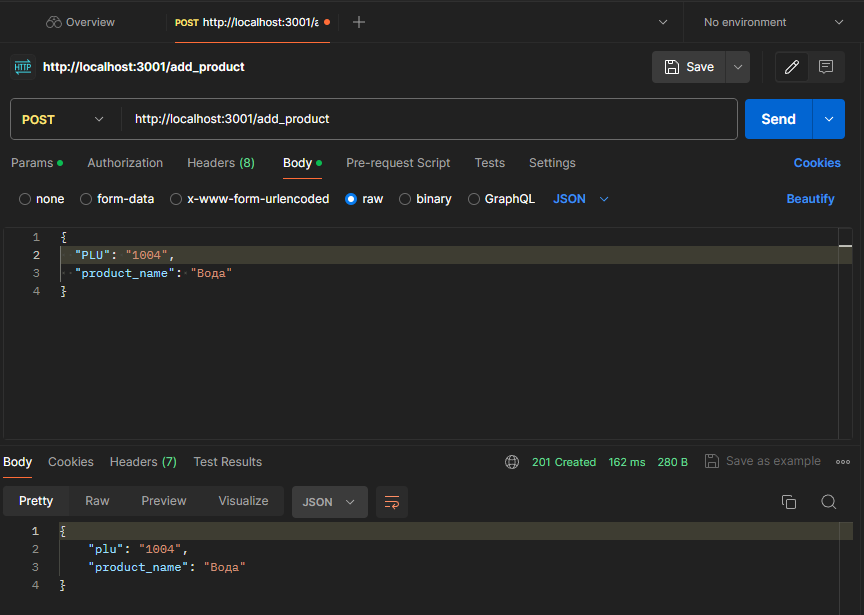 Overview
POST http://localhost:3001/a
No environment
HTTP http://localhost:3001/add_product
Save
POST http://localhost:3001/add_product
Send
Params Authorization Headers (8) Body Pre-request Script Tests Settings Cookies
none form-data x-www-form-urlencoded raw binary GraphQL JSON Beautify
1 {
2 "PLU": "1004",
3 "product_name": "Вода"
4 }
Body Cookies Headers (7) Test Results 201 Created 162 ms 280 B Save as example
Pretty Raw Preview Visualize JSON
1 {
2 "plu": "1004",
3 "product_name": "Вода"
4 }